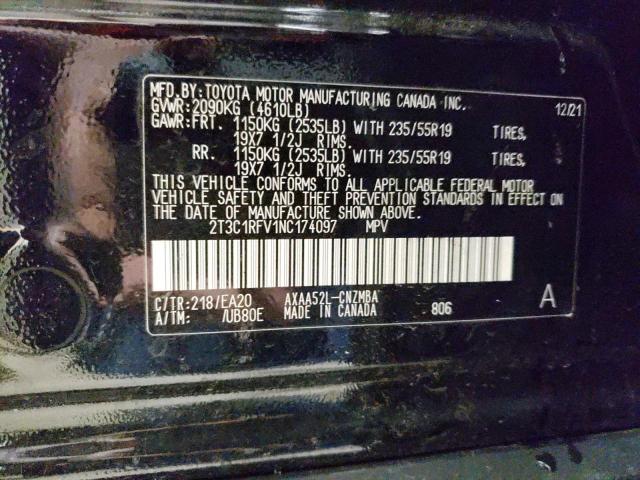 MFD.BY:TOYOTA MOTOR MANUFACTURING CANADA INC. 12/21
GVWR:2090KG (4610LB)
GAWR:FRT. 1150KG (2535LB) WITH 235/55R19 TIRES,
19X7 1/2J RIMS.
RR. 1150KG (2535LB) WITH 235/55R19 TIRES,
19X7 1/2J RIMS.
THIS VEHICLE CONFORMS TO ALL APPLICABLE FEDERAL MOTOR
VEHICLE SAFETY AND THEFT PREVENTION STANDARDS IN EFFECT ON
THE DATE OF MANUFACTURE SHOWN ABOVE.
2T3C1RFV1NC174097 MPV
C/TR:218/EA20 AXAA52L-CNZMBA A
A/TM: /UB80E MADE IN CANADA 806